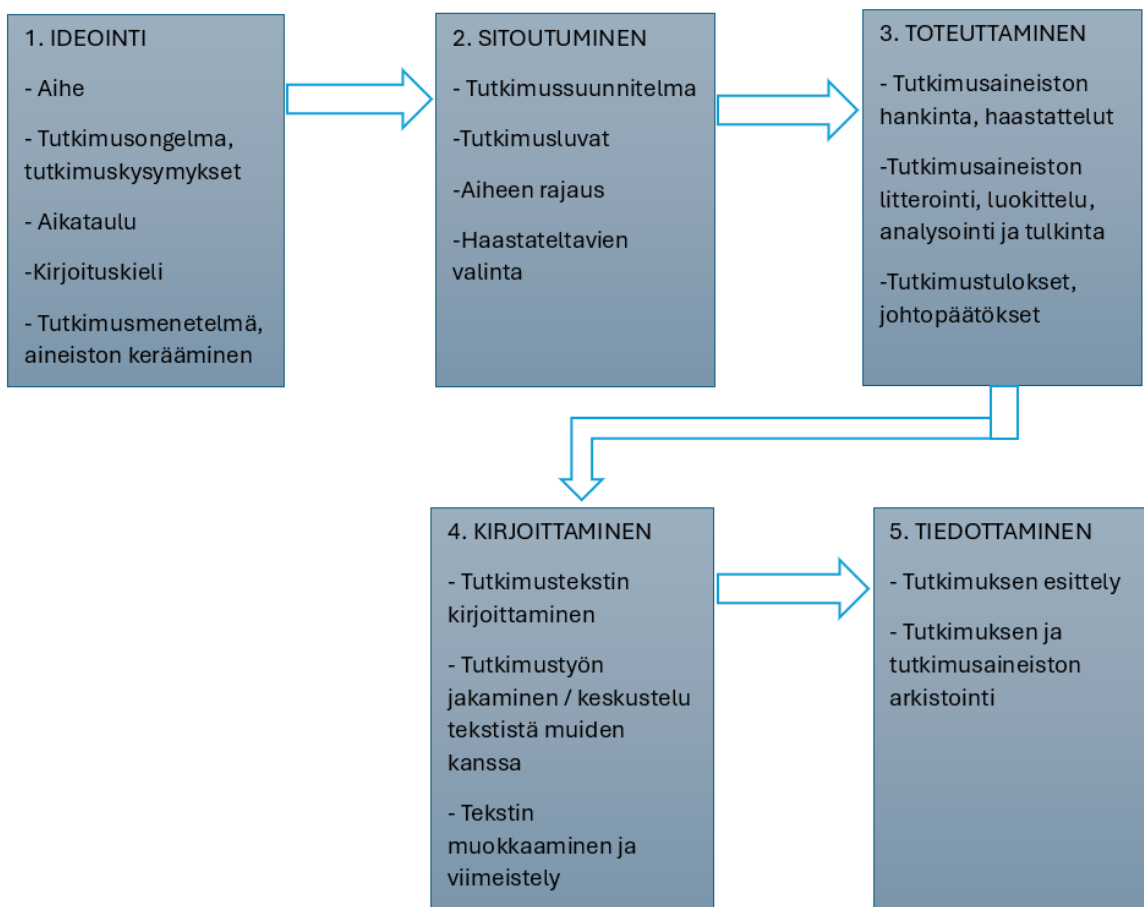 1. IDEOINTI
- Aihe
- Tutkimusongelma,
tutkimuskysymykset
- Aikataulu
-Kirjoituskieli
- Tutkimusmenetelmä,
aineiston kerääminen
2. SITOUTUMINEN
- Tutkimussuunnitelma
-Tutkimusluvat
-Aiheen rajaus
-Haastateltavien
valinta
3. TOTEUTTAMINEN
- Tutkimusaineiston
hankinta, haastattelut
-Tutkimusaineiston
litterointi, luokittelu,
analysointi ja tulkinta
-Tutkimustulokset,
johtopäätökset
4. KIRJOITTAMINEN
- Tutkimustekstin
kirjoittaminen
- Tutkimustyön
jakaminen / keskustelu
tekstistä muiden
kanssa
- Tekstin
muokkaaminen ja
viimeistely
5. TIEDOTTAMINEN
- Tutkimuksen esittely
- Tutkimuksen ja
tutkimusaineiston
arkistointi